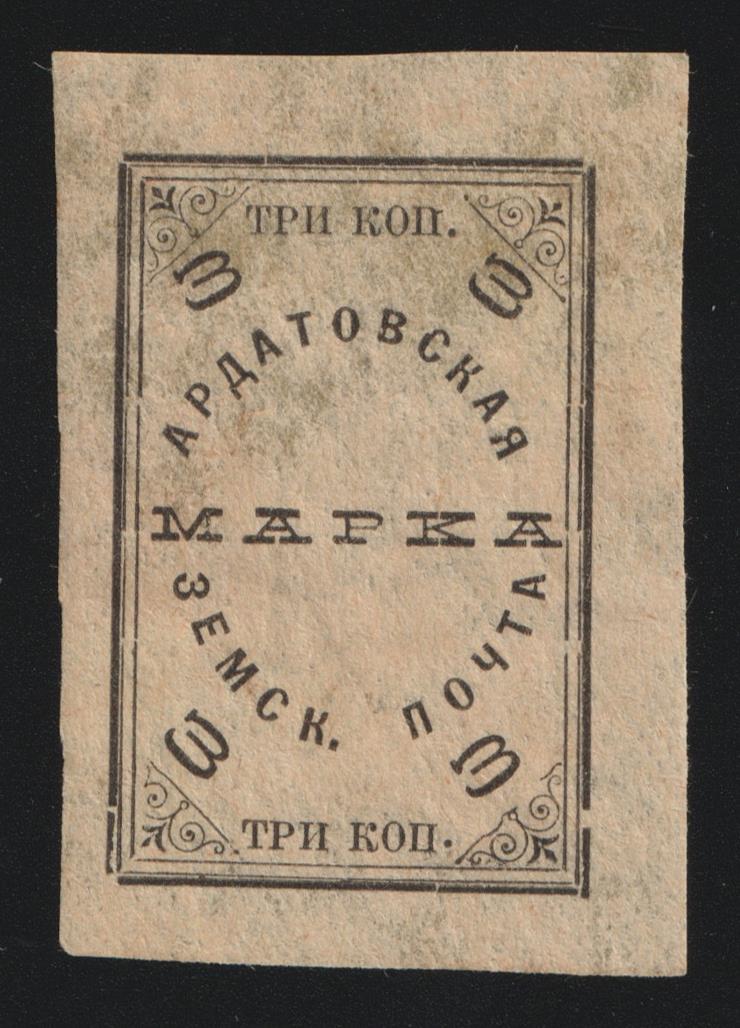 ТРИ КОП.
3 3
АРДАТОВСКАЯ
МАРКА
ЗЕМСК. ПОЧТА
3 3
ТРИ КОП.